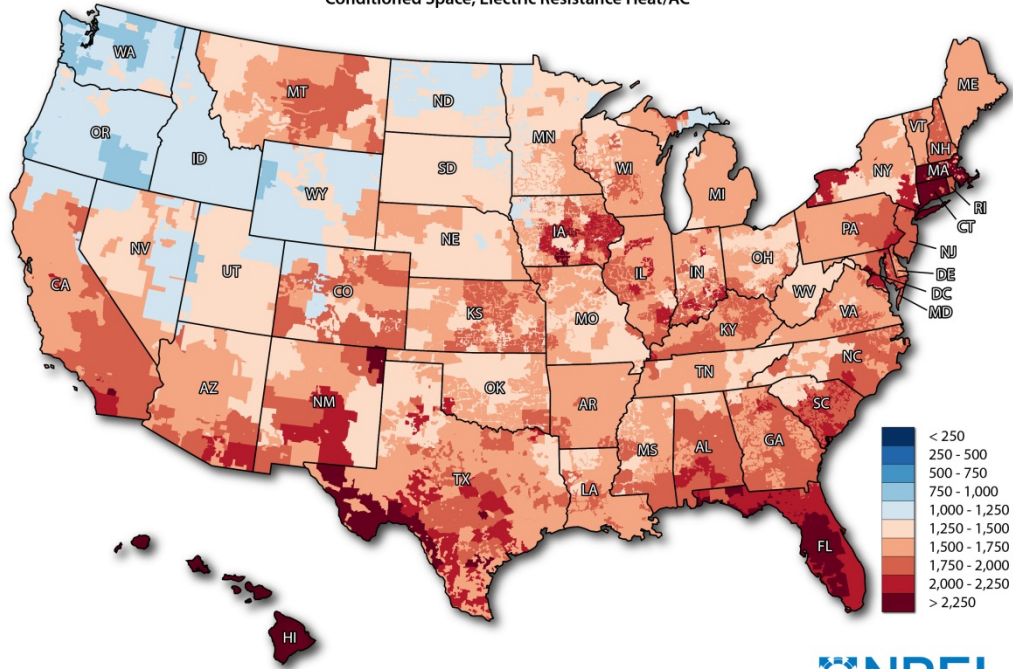 Conditioned Space, Electric Resistance Heat/AC
WA
MT
ND
MN
ME
OR
ID
WY
SD
WI
MI
VT
NH
NY
MA
RI
CT
NV
UT
NE
IA
PA
NJ
CA
CO
IL
IN
OH
DE
DC
MD
WV
VA
KS
MO
KY
NC
AZ
NM
OK
AR
TN
SC
TX
MS
AL
GA
LA
FL
HI
< 250
250 - 500
500 - 750
750 - 1,000
1,000 - 1,250
1,250 - 1,500
1,500 - 1,750
1,750 - 2,000
2,000 - 2,250
> 2,250
NREL